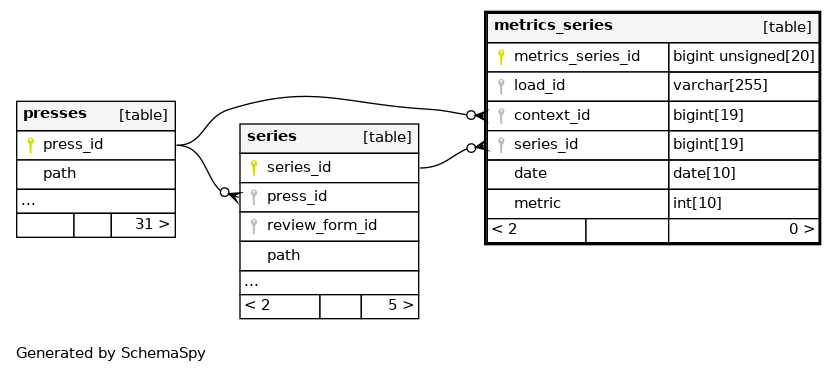 presses [table]
press_id
path
...
31 >
series [table]
series_id
press_id
review_form_id
path
...
< 2 5 >
metrics_series [table]
metrics_series_id bigint unsigned[20]
load_id varchar[255]
context_id bigint[19]
series_id bigint[19]
date date[10]
metric int[10]
< 2 0 >
Generated by SchemaSpy